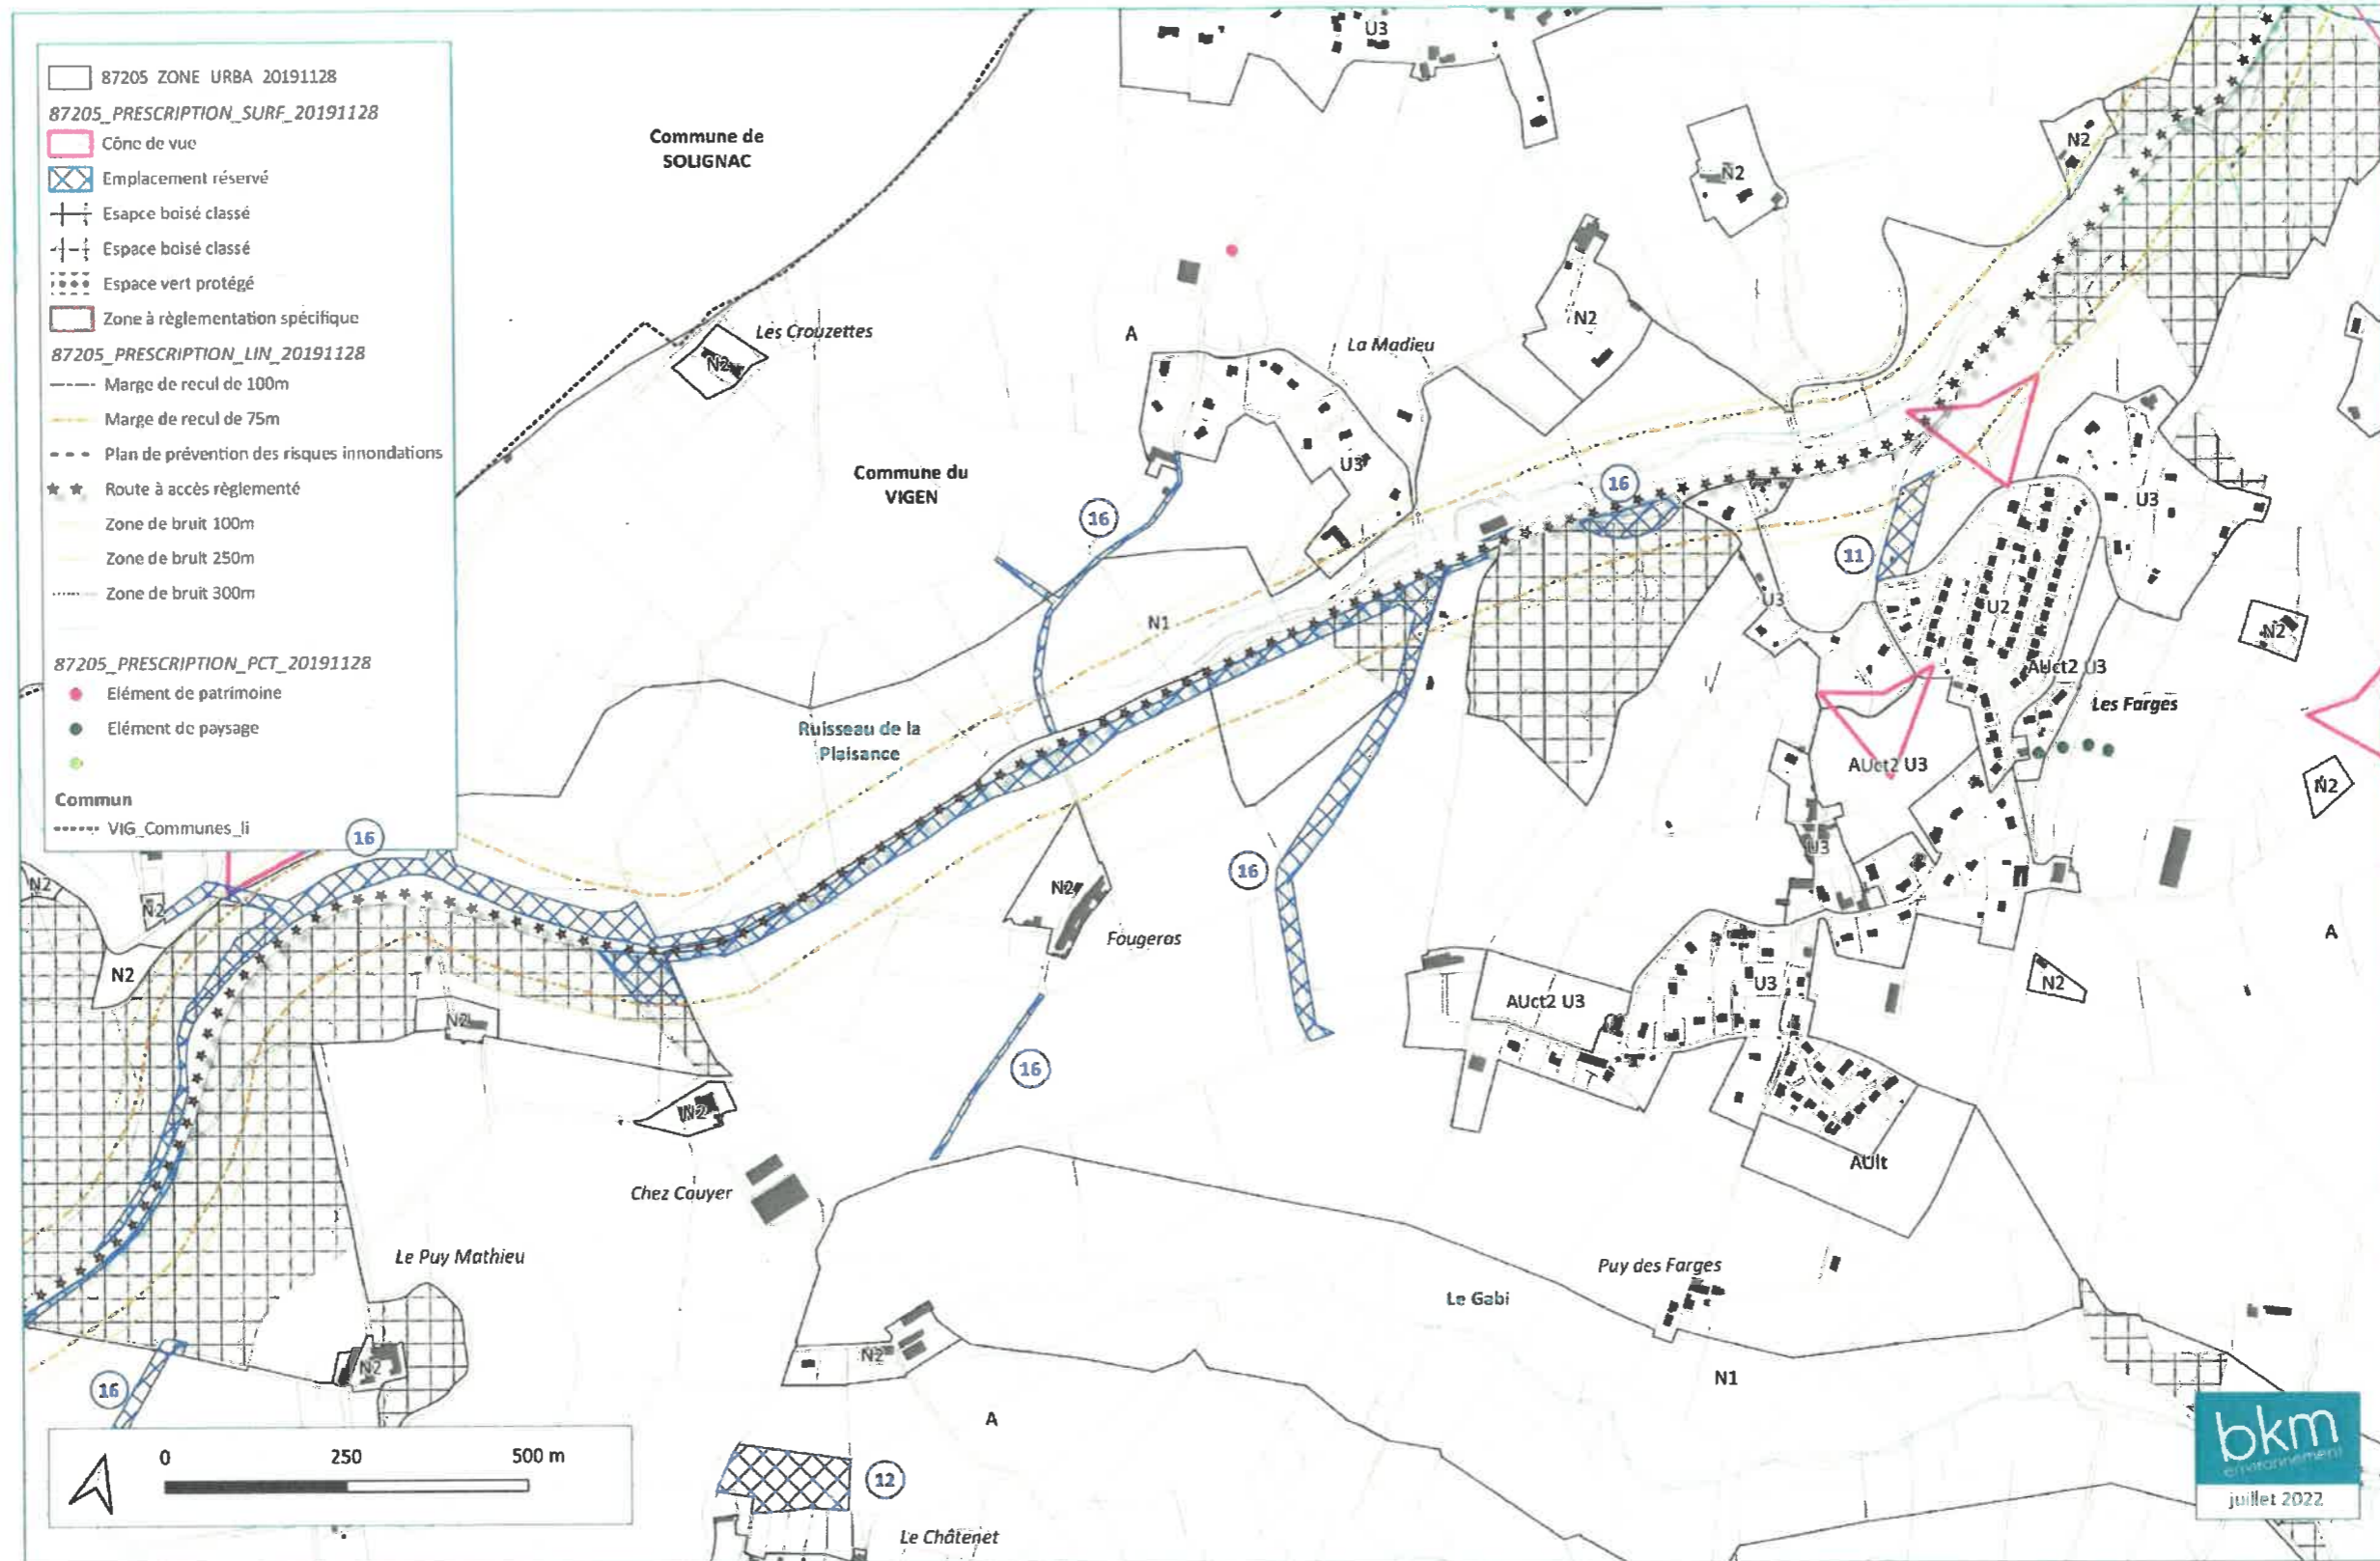 87205 ZONE URBA 20191128
87205_PRESCRIPTION_SURF_20191128
Cône de vue
Emplacement réservé
Esapce boisé classé
Espace boisé classé
Espace vert protégé
Zone à règlementation spécifique
87205_PRESCRIPTION_LIN_20191128
Marge de recul de 100m
Marge de recul de 75m
Plan de prévention des risques innondations
Route à accès règlementé
Zone de bruit 100m
Zone de bruit 250m
Zone de bruit 300m
87205_PRESCRIPTION_PCT_20191128
Elément de patrimoine
Elément de paysage
Commun
VIG_Communes_li
U3
Commune de
SOLIGNAC
N2
N2
Les Crouzettes
N2
A
La Madieu
N2
Commune du
VIGEN
U3
16
16
U3
11
N1
U3
U2
N2
AUct2 U3
Les Farges
Ruisseau de la
Plaisance
AUct2 U3
N2
16
U3
16
N2
N2
N2
Fougeras
A
N2
N2
AUct2 U3
U3
N2
16
N2
Chez Couyer
AUlt
Le Puy Mathieu
Puy des Farges
Le Gabi
N2
N2
N1
16
A
0
250
500 m
12
Le Châtenet
bkm
environnement
juillet 2022